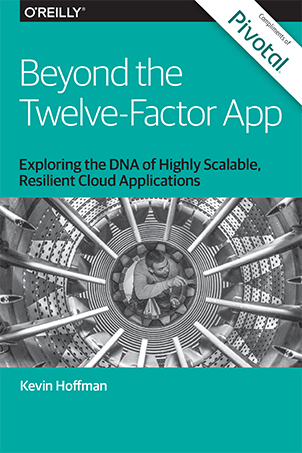 O'REILLY®
Compliments of
Pivotal.
Beyond the
Twelve-Factor App
Exploring the DNA of Highly Scalable,
Resilient Cloud Applications
Kevin Hoffman